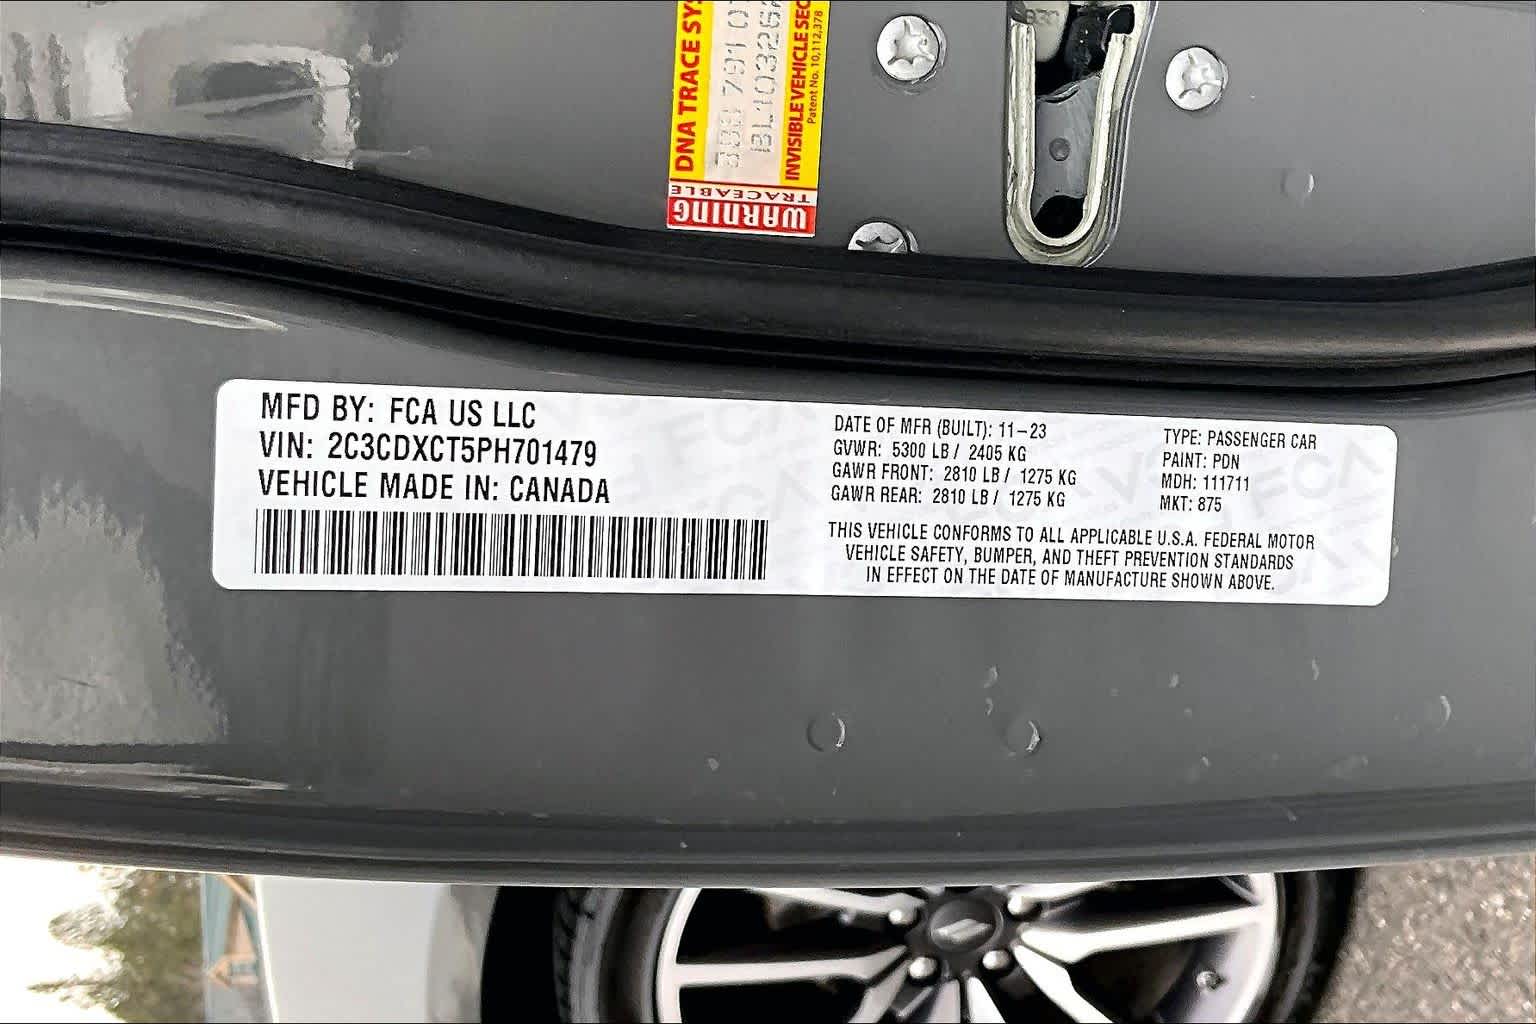 DNA TRACE SYS
INVISIBLE VEHICLE SEC
Patent No. 10,112,378
WARNING
TRACEABLE
MFD BY: FCA US LLC
VIN: 2C3CDXCT5PH701479
VEHICLE MADE IN: CANADA
DATE OF MFR (BUILT): 11-23
GVWR: 5300 LB / 2405 KG
GAWR FRONT: 2810 LB / 1275 KG
GAWR REAR: 2810 LB / 1275 KG
TYPE: PASSENGER CAR
PAINT: PDN
MDH: 111711
MKT: 875
THIS VEHICLE CONFORMS TO ALL APPLICABLE U.S.A. FEDERAL MOTOR
VEHICLE SAFETY, BUMPER, AND THEFT PREVENTION STANDARDS
IN EFFECT ON THE DATE OF MANUFACTURE SHOWN ABOVE.